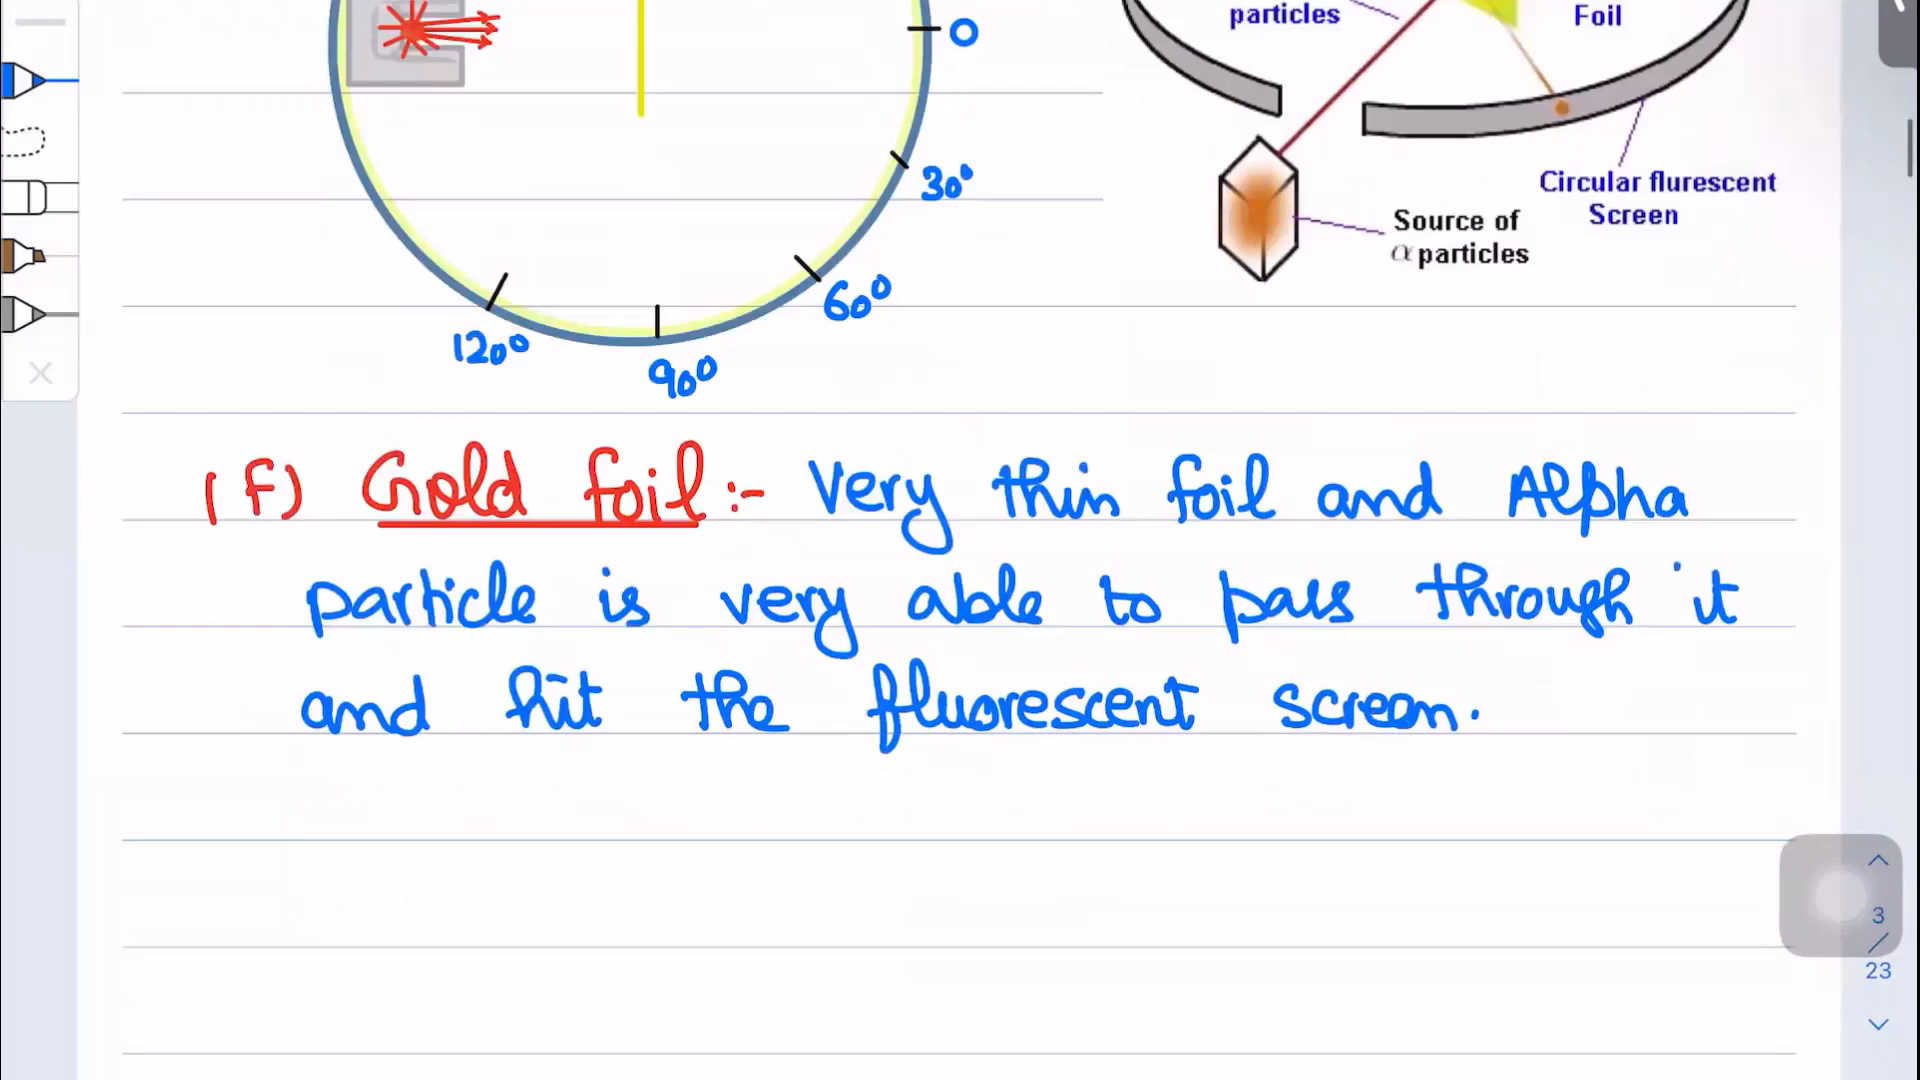 particles
Foil
0
30°
Circular flurescent
Screen
Source of
α particles
60°
120°
90°
(F) Gold foil :- Very thin foil and Alpha
particle is very able to pass through it
and hit the fluorescent screen.
3
/
23